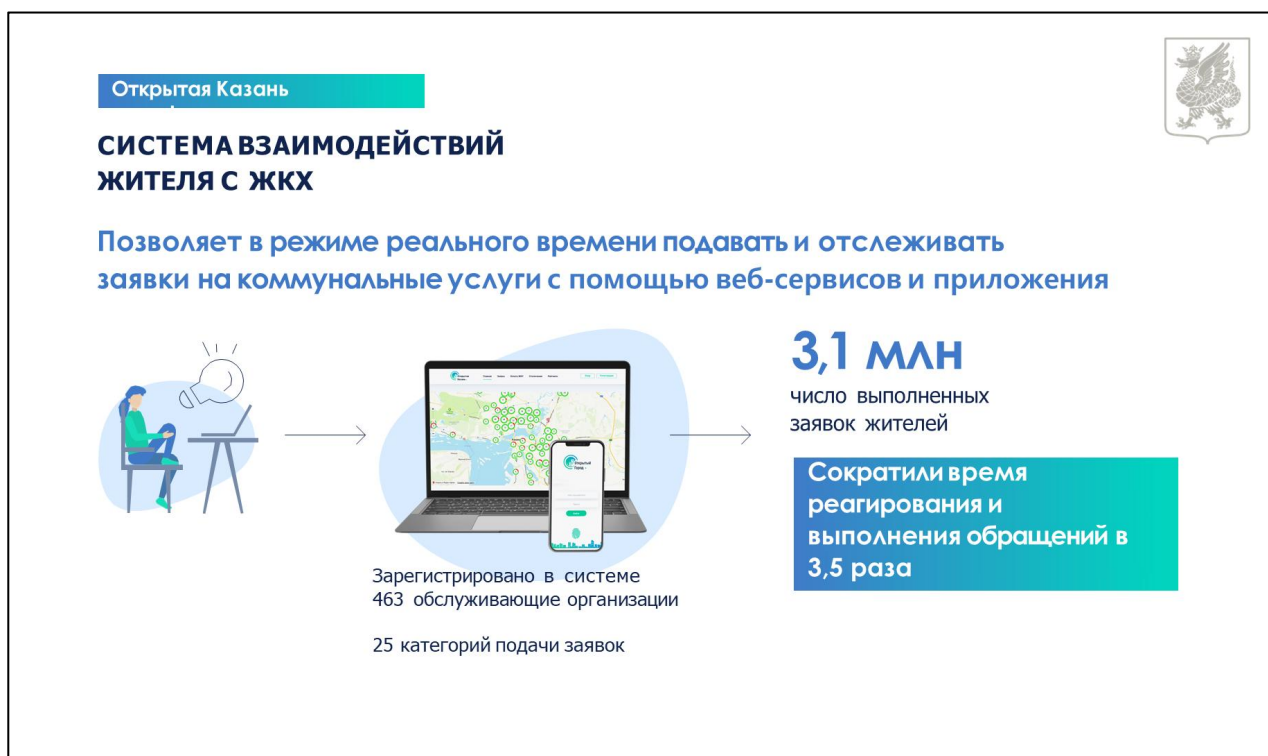 Открытая Казань
СИСТЕМА ВЗАИМОДЕЙСТВИЙ
ЖИТЕЛЯ С ЖКХ
Позволяет в режиме реального времени подавать и отслеживать
заявки на коммунальные услуги с помощью веб-сервисов и приложения
Открытый
Город
3,1 млн
число выполненных
заявок жителей
Сократили время
реагирования и
выполнения обращений в
3,5 раза
Зарегистрировано в системе
463 обслуживающие организации
25 категорий подачи заявок